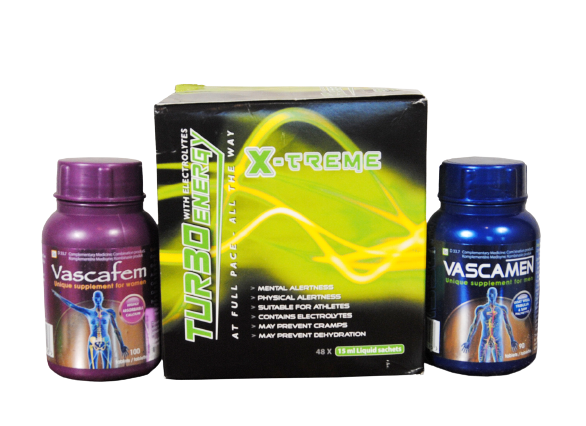 Vascafem
Unique supplement for women
100
TURBO ENERGY
WITH ELECTROLYTES
AT FULL PACE - ALL THE WAY
X-TREME
> MENTAL ALERTNESS
> PHYSICAL ALERTNESS
> SUITABLE FOR ATHLETES
> CONTAINS ELECTROLYTES
> MAY PREVENT CRAMPS
> MAY PREVENT DEHYDRATION
48 X 15 ml Liquid sachets
VASCAMEN
Unique supplement for men
90